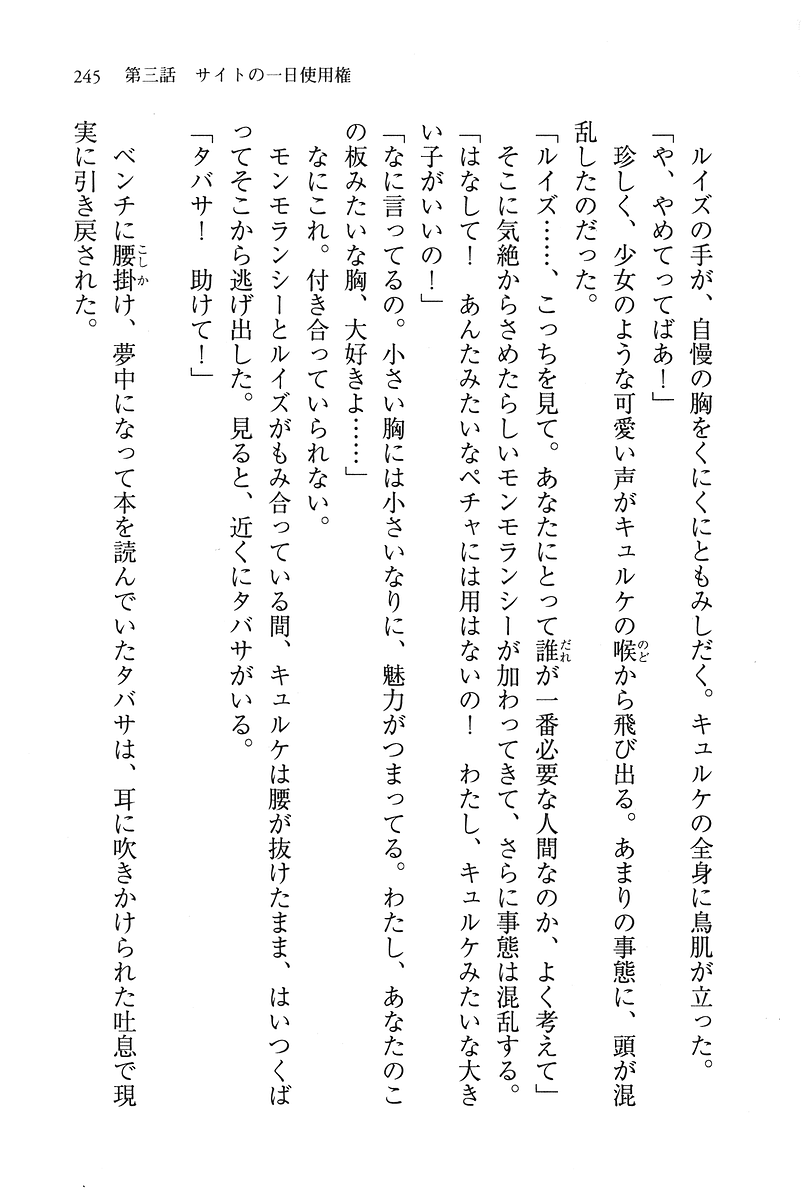 245　第三話　サイトの一日使用権
　ルイズの手が、自慢の胸をくにくにともみしだく。キュルケの全身に鳥肌が立った。
「や、やめてってばあ！」
　珍しく、少女のような可愛い声がキュルケの喉から飛び出る。あまりの事態に、頭が混
乱したのだった。
「ルイズ……、こっちを見て。あなたにとって誰が一番必要な人間なのか、よく考えて」
　そこに気絶からさめたらしいモンモランシーが加わってきて、さらに事態は混乱する。
「はなして！　あんたみたいなペチャには用はないの！　わたし、キュルケみたいな大き
い子がいいの！」
「なに言ってるの。小さい胸には小さいなりに、魅力がつまってる。わたし、あなたのこ
の板みたいな胸、大好きよ……」
　なにこれ。付き合っていられない。
　モンモランシーとルイズがもみ合っている間、キュルケは腰が抜けたまま、はいつくば
ってそこから逃げ出した。見ると、近くにタバサがいる。
「タバサ！　助けて！」
　ベンチに腰掛け、夢中になって本を読んでいたタバサは、耳に吹きかけられた吐息で現
実に引き戻された。